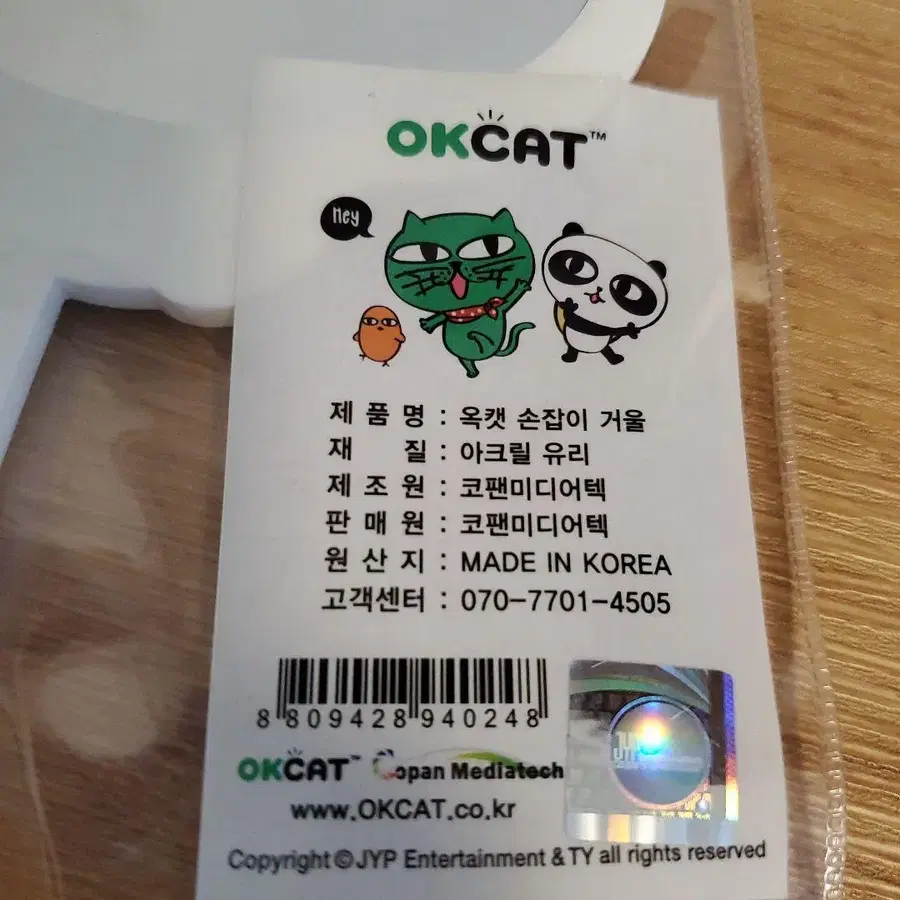 OKCAT™
Hey
제품명 : 옥캣 손잡이 거울
재질 : 아크릴 유리
제조원 : 코팬미디어텍
판매원 : 코팬미디어텍
원산지 : MADE IN KOREA
고객센터 : 070-7701-4505
8 809428 940248
OKCAT™ Copan Mediatech
www.OKCAT.co.kr
Copyright © JYP Entertainment & TY all rights reserved